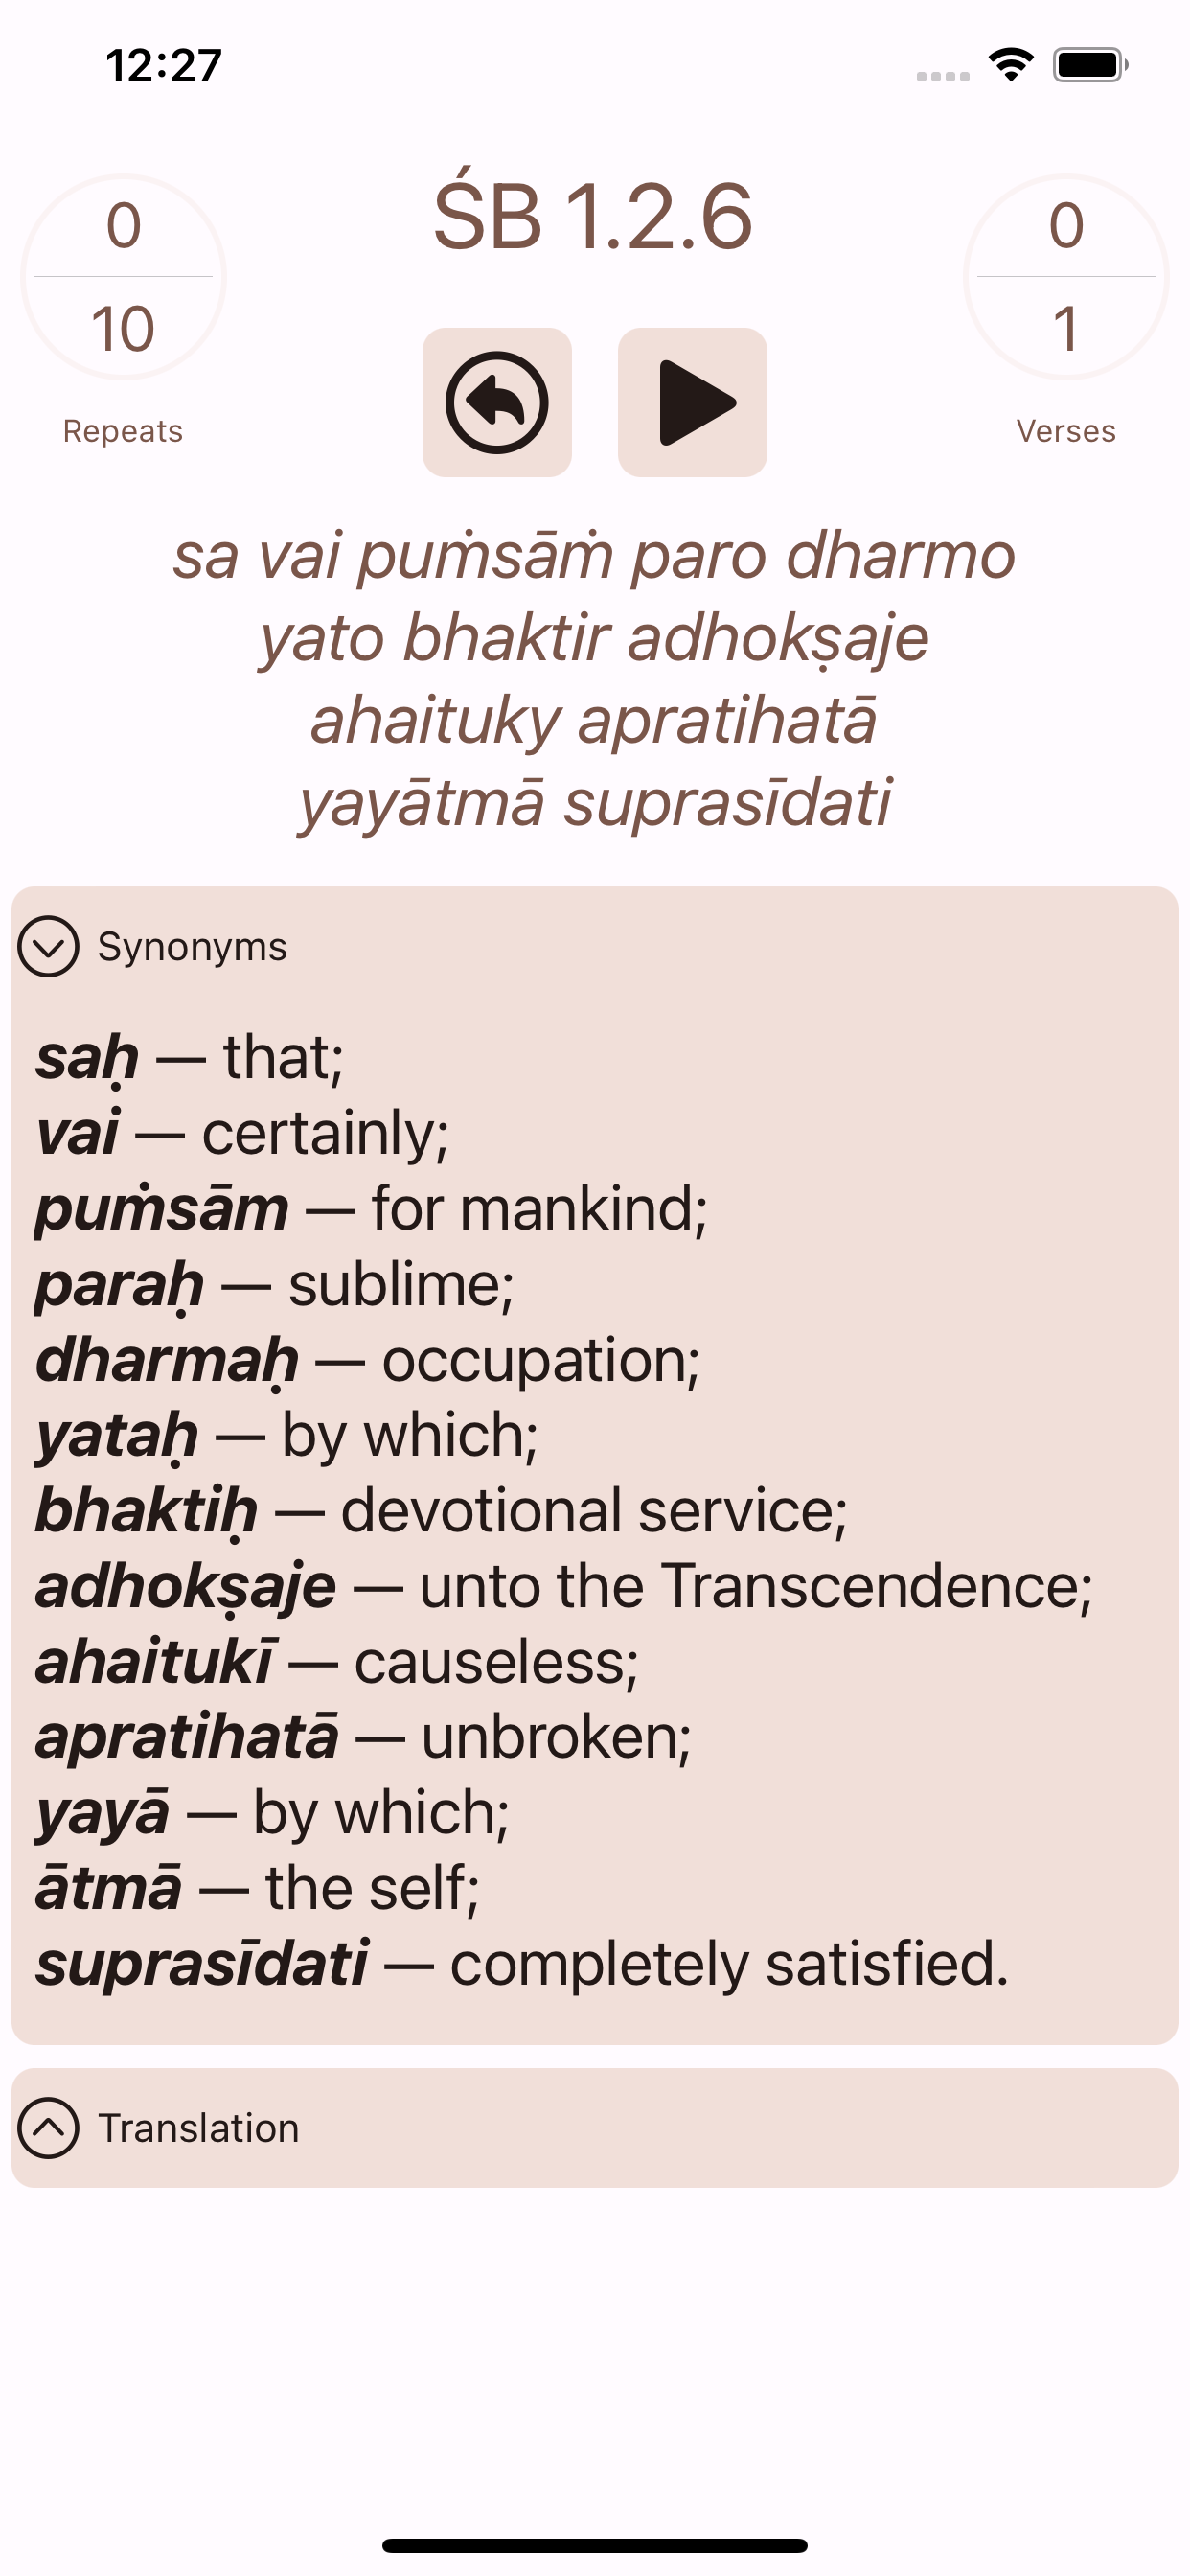 12:27
ŚB 1.2.6
0
10
Repeats
0
1
Verses
sa vai puṁsāṁ paro dharmo
yato bhaktir adhokṣaje
ahaituky apratihatā
yayātmā suprasīdati
Synonyms
saḥ — that;
vai — certainly;
puṁsām — for mankind;
paraḥ — sublime;
dharmaḥ — occupation;
yataḥ — by which;
bhaktiḥ — devotional service;
adhokṣaje — unto the Transcendence;
ahaitukī — causeless;
apratihatā — unbroken;
yayā — by which;
ātmā — the self;
suprasīdati — completely satisfied.
Translation